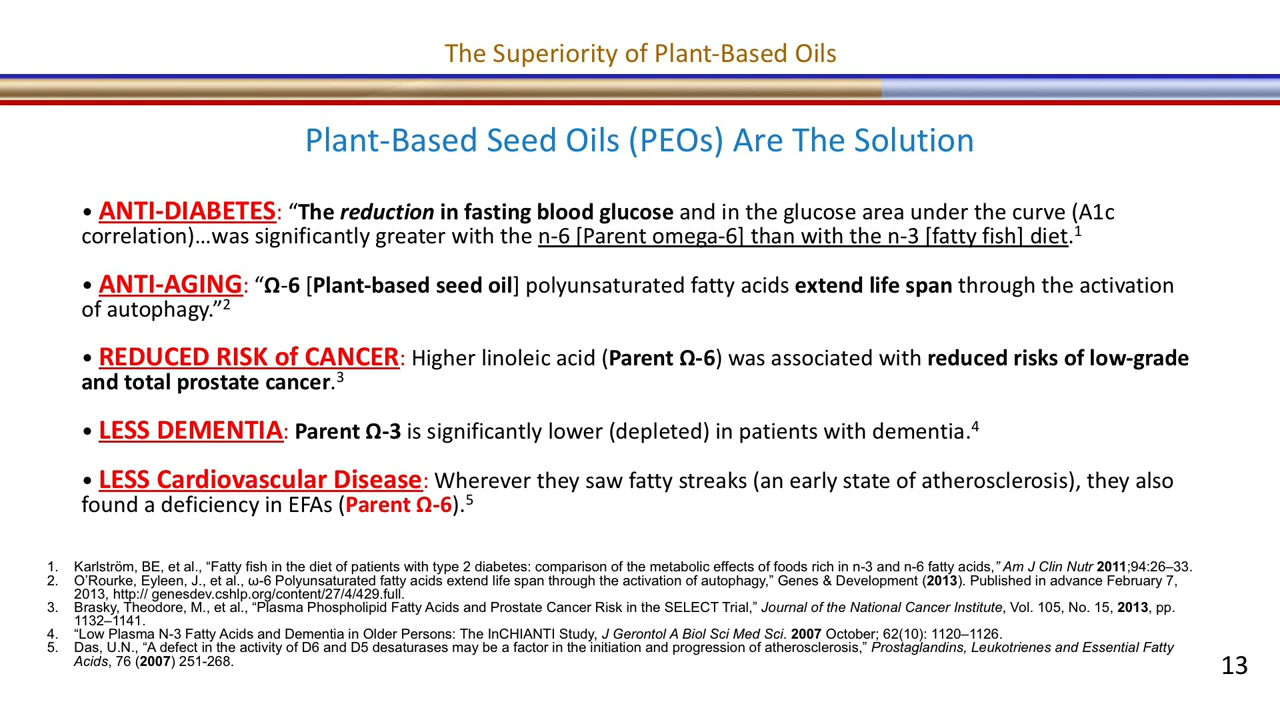 The Superiority of Plant-Based Oils
Plant-Based Seed Oils (PEOs) Are The Solution
• ANTI-DIABETES: “The reduction in fasting blood glucose and in the glucose area under the curve (A1c
correlation)…was significantly greater with the n-6 [Parent omega-6] than with the n-3 [fatty fish] diet.1
• ANTI-AGING: “Ω-6 [Plant-based seed oil] polyunsaturated fatty acids extend life span through the activation
of autophagy.”2
• REDUCED RISK of CANCER: Higher linoleic acid (Parent Ω-6) was associated with reduced risks of low-grade
and total prostate cancer.3
• LESS DEMENTIA: Parent Ω-3 is significantly lower (depleted) in patients with dementia.4
• LESS Cardiovascular Disease: Wherever they saw fatty streaks (an early state of atherosclerosis), they also
found a deficiency in EFAs (Parent Ω-6).5
1. Karlström, BE, et al., “Fatty fish in the diet of patients with type 2 diabetes: comparison of the metabolic effects of foods rich in n-3 and n-6 fatty acids,” Am J Clin Nutr 2011;94:26–33.
2. O’Rourke, Eyleen, J., et al., ω-6 Polyunsaturated fatty acids extend life span through the activation of autophagy,” Genes & Development (2013). Published in advance February 7,
2013, http:// genesdev.cshlp.org/content/27/4/429.full.
3. Brasky, Theodore, M., et al., “Plasma Phospholipid Fatty Acids and Prostate Cancer Risk in the SELECT Trial,” Journal of the National Cancer Institute, Vol. 105, No. 15, 2013, pp.
1132–1141.
4. “Low Plasma N-3 Fatty Acids and Dementia in Older Persons: The InCHIANTI Study, J Gerontol A Biol Sci Med Sci. 2007 October; 62(10): 1120–1126.
5. Das, U.N., “A defect in the activity of D6 and D5 desaturases may be a factor in the initiation and progression of atherosclerosis,” Prostaglandins, Leukotrienes and Essential Fatty
Acids, 76 (2007) 251-268.
13